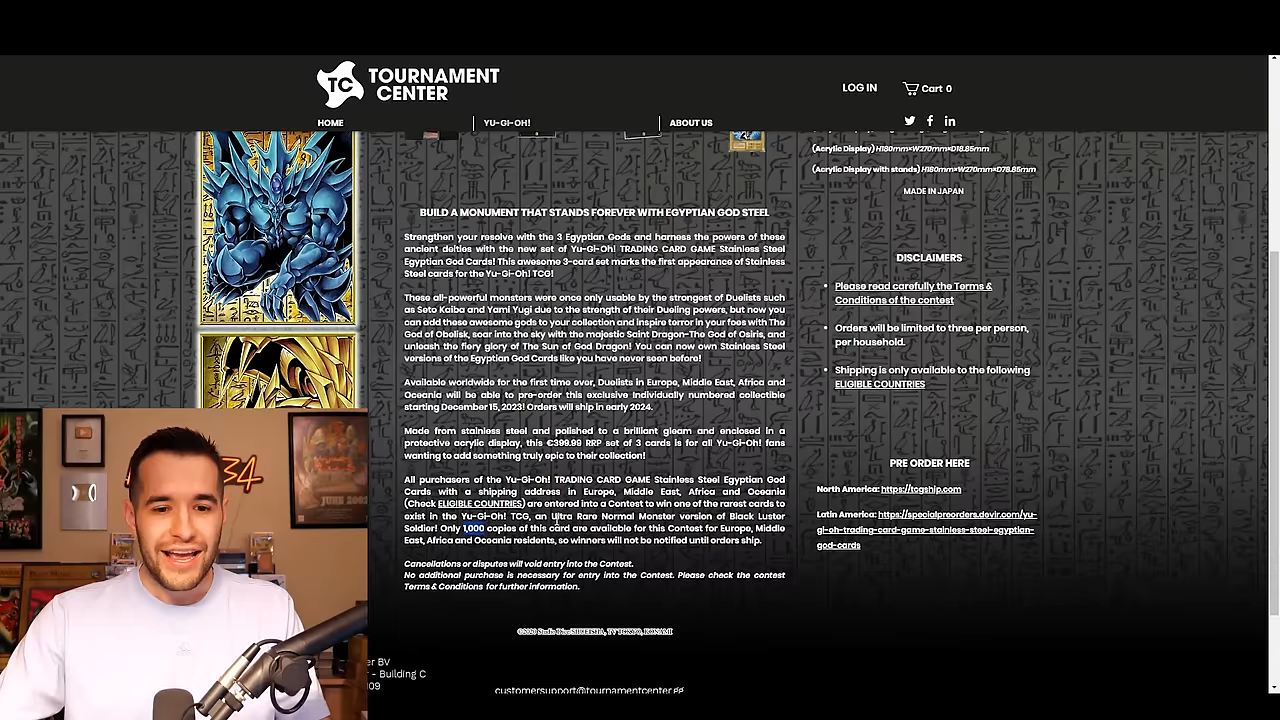 TC TOURNAMENT
CENTER
LOG IN
Cart 0
HOME
YU-GI-OH!
ABOUT US
(Acrylic Display) H180mm×W270mm×D18.85mm
(Acrylic Display with stands) H180mm×W270mm×D78.85mm
MADE IN JAPAN
BUILD A MONUMENT THAT STANDS FOREVER WITH EGYPTIAN GOD STEEL
Strengthen your resolve with the 3 Egyptian Gods and harness the powers of these
ancient deities with the new set of Yu-Gi-Oh! TRADING CARD GAME Stainless Steel
Egyptian God Cards! This awesome 3-card set marks the first appearance of Stainless
Steel cards for the Yu-Gi-Oh! TCG!
These all-powerful monsters were once only usable by the strongest of Duelists such
as Seto Kaiba and Yami Yugi due to the strength of their Dueling powers, but now you
can add these awesome gods to your collection and inspire terror in your foes with The
God of Obelisk, soar into the sky with the majestic Saint Dragon-The God of Osiris, and
unleash the fiery glory of The Sun of God Dragon! You can now own Stainless Steel
versions of the Egyptian God Cards like you have never seen before!
Available worldwide for the first time ever, Duelists in Europe, Middle East, Africa and
Oceania will be able to pre-order this exclusive individually numbered collectible
starting December 15, 2023! Orders will ship in early 2024.
Made from stainless steel and polished to a brilliant gleam and enclosed in a
protective acrylic display, this €399.99 RRP set of 3 cards is for all Yu-Gi-Oh! fans
wanting to add something truly epic to their collection!
All purchasers of the Yu-Gi-Oh! TRADING CARD GAME Stainless Steel Egyptian God
Cards with a shipping address in Europe, Middle East, Africa and Oceania
(Check ELIGIBLE COUNTRIES) are entered into a Contest to win one of the rarest cards to
exist in the Yu-Gi-Oh! TCG, an Ultra Rare Normal Monster version of Black Luster
Soldier! Only 1,000 copies of this card are available for this Contest for Europe, Middle
East, Africa and Oceania residents, so winners will not be notified until orders ship.
Cancellations or disputes will void entry into the Contest.
No additional purchase is necessary for entry into the Contest. Please check the contest
Terms & Conditions for further information.
©2020 Studio Dice/SHUEISHA, TV TOKYO, KONAMI
DISCLAIMERS
Please read carefully the Terms &
Conditions of the contest
Orders will be limited to three per person,
per household.
Shipping is only available to the following
ELIGIBLE COUNTRIES
PRE ORDER HERE
North America: https://tcgship.com
Latin America: https://specialpreorders.devir.com/yu-
gi-oh-trading-card-game-stainless-steel-egyptian-
god-cards
34
JUNE 2002
er BV
- Building C
09
customersupport@tournamentcenter.gg